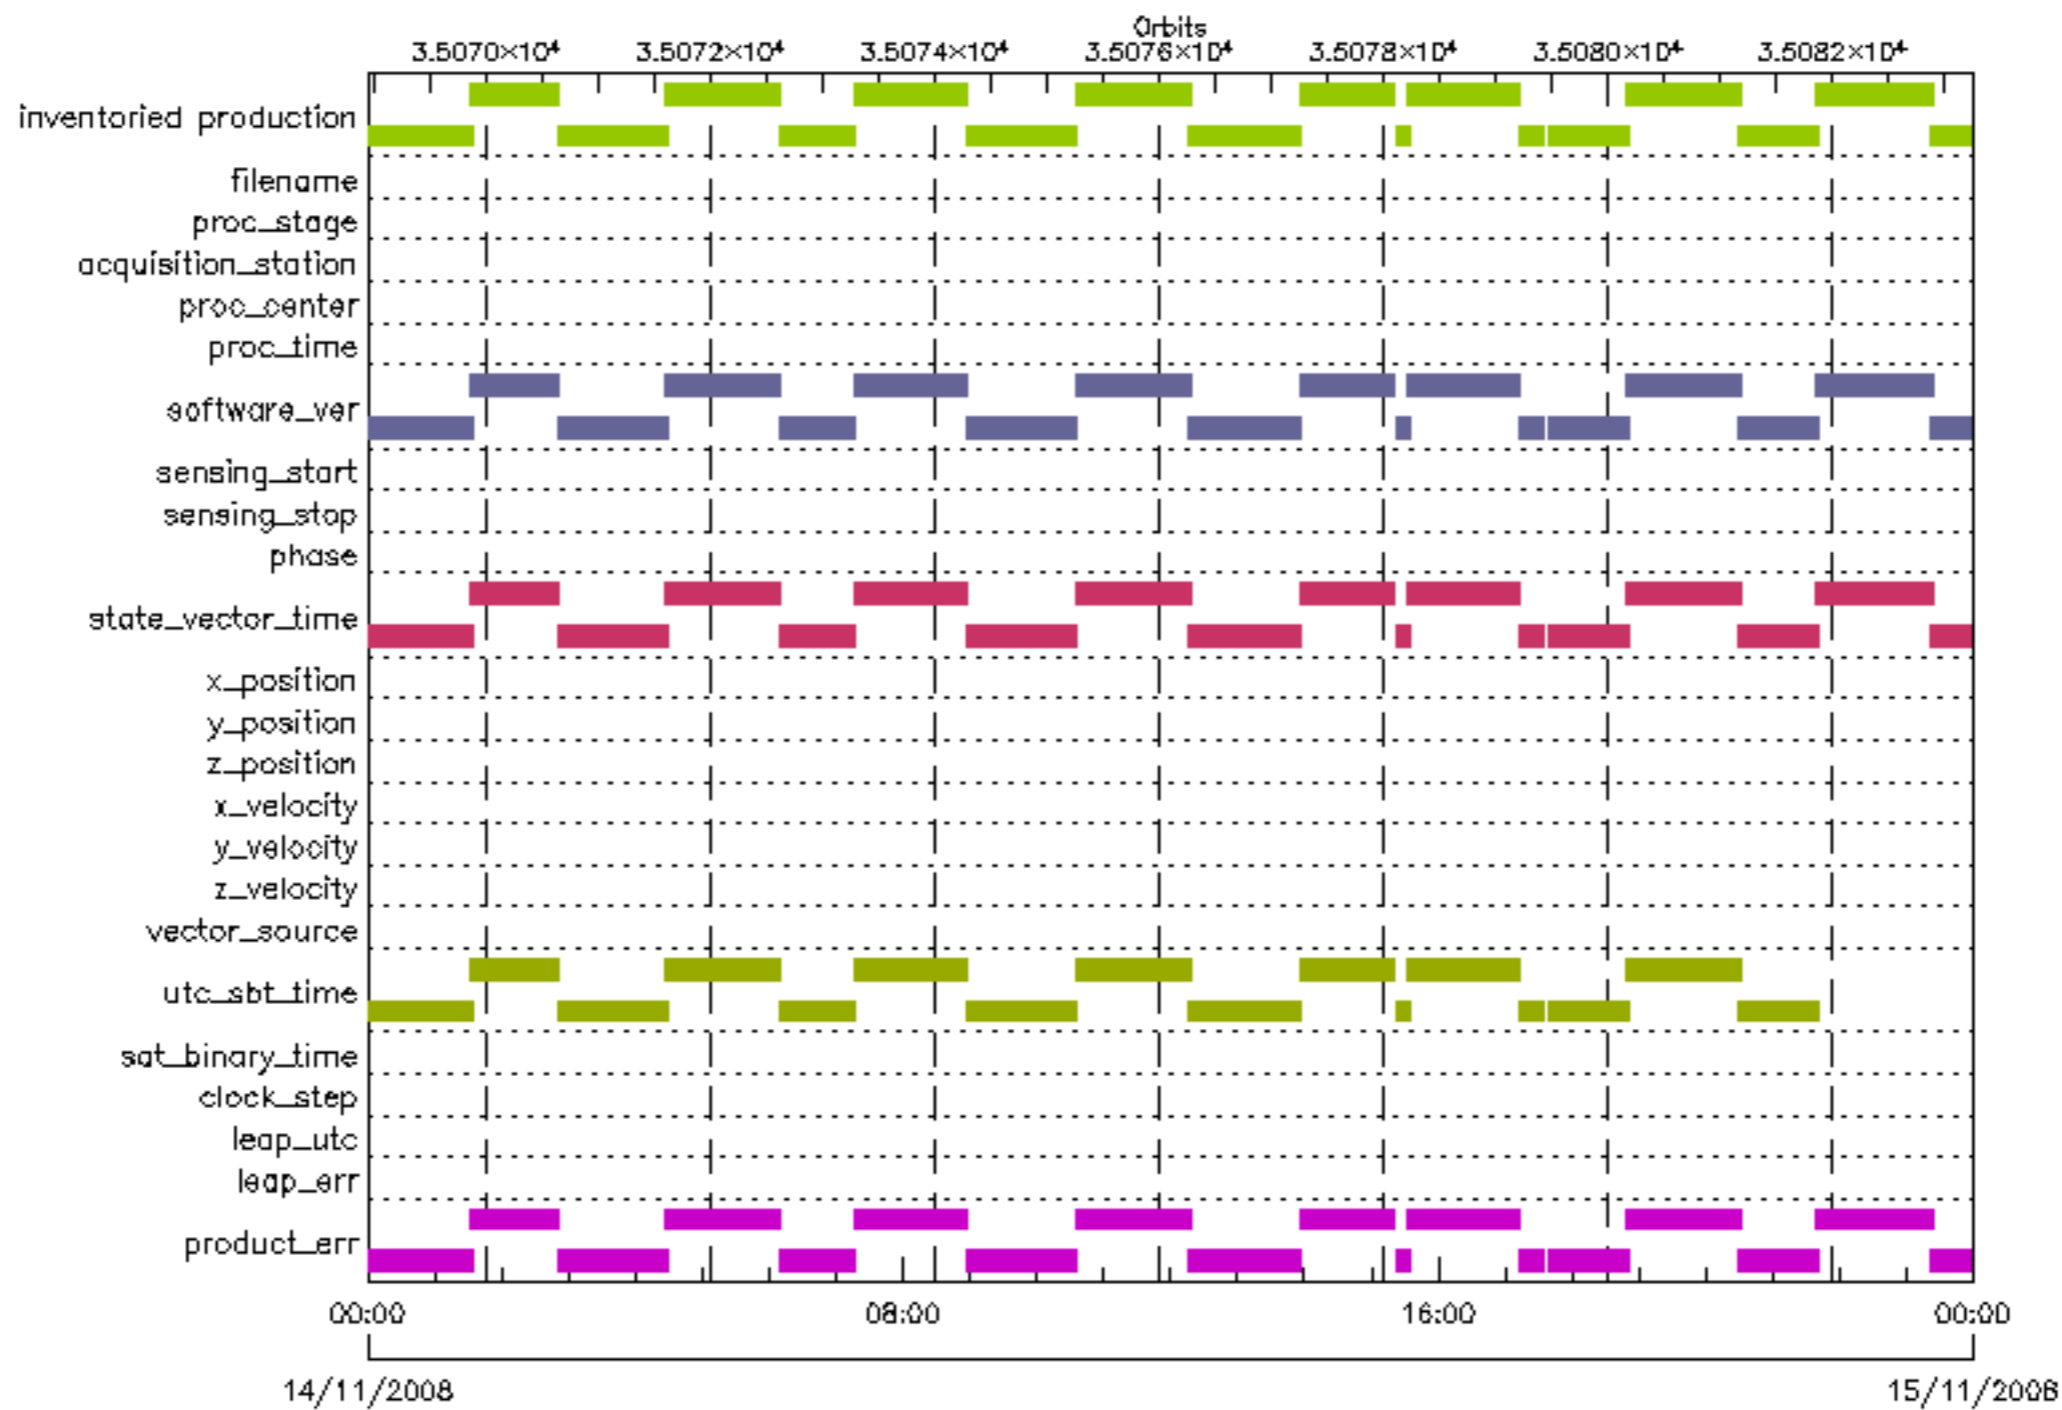 Orbits
3.5070×10⁴ 3.5072×10⁴ 3.5074×10⁴ 3.5076×10⁴ 3.5078×10⁴ 3.5080×10⁴ 3.5082×10⁴
inventoried production
filename
proc_stage
acquisition_station
proc_center
proc_time
software_ver
sensing_start
sensing_stop
phase
state_vector_time
x_position
y_position
z_position
x_velocity
y_velocity
z_velocity
vector_source
utc_sbt_time
sat_binary_time
clock_step
leap_utc
leap_err
product_err
00:00 08:00 16:00 00:00
14/11/2008 15/11/2008